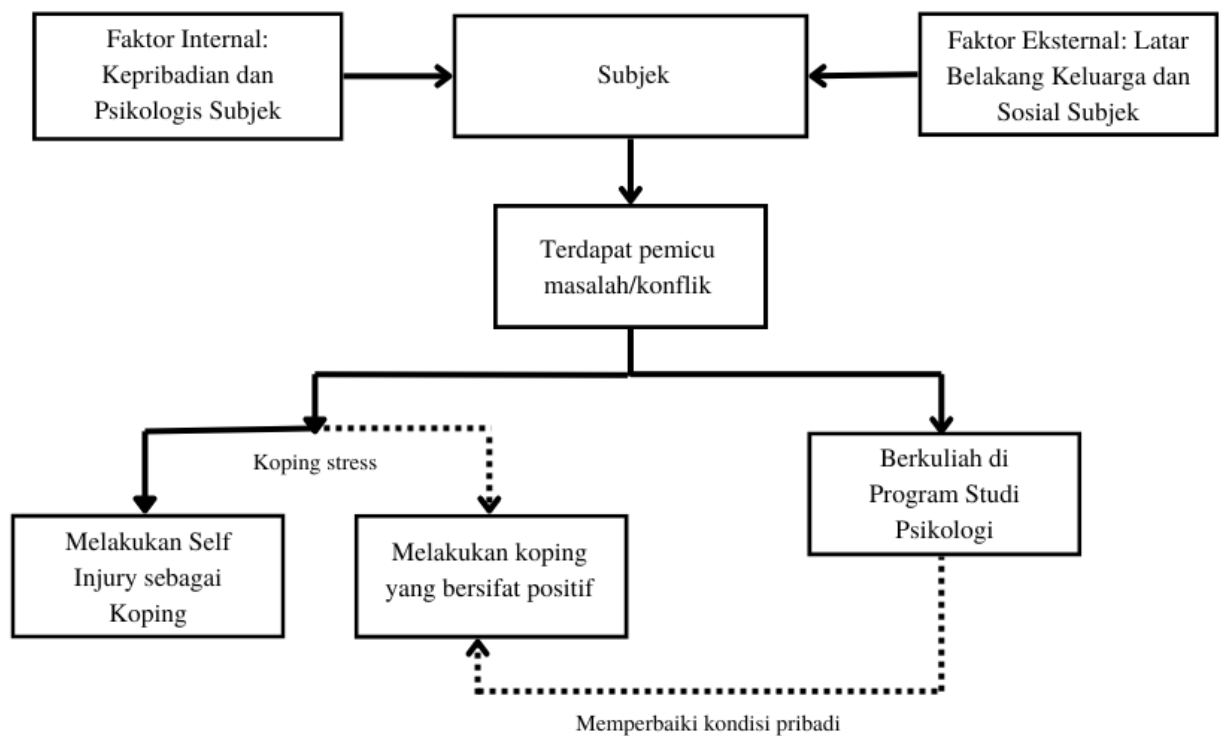 Faktor Internal:
Kepribadian dan
Psikologis Subjek
Subjek
Faktor Eksternal: Latar
Belakang Keluarga dan
Sosial Subjek
Terdapat pemicu
masalah/konflik
Koping stress
Berkuliah di
Program Studi
Psikologi
Melakukan Self
Injury sebagai
Koping
Melakukan koping
yang bersifat positif
Memperbaiki kondisi pribadi